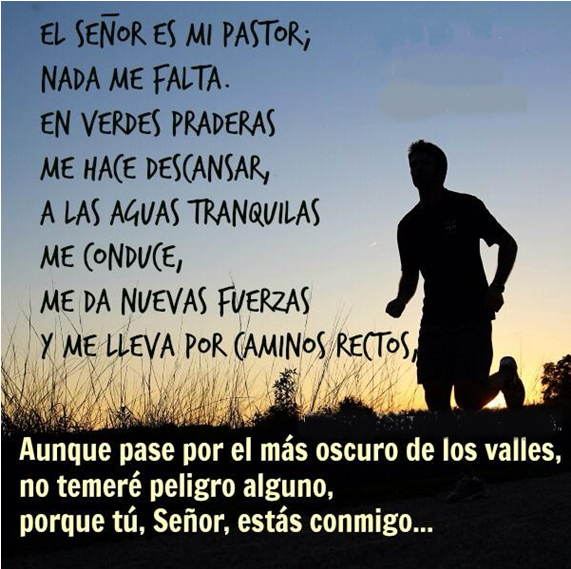 EL SEÑOR ES MI PASTOR;
NADA ME FALTA.
EN VERDES PRADERAS
ME HACE DESCANSAR,
A LAS AGUAS TRANQUILAS
ME CONDUCE,
ME DA NUEVAS FUERZAS
Y ME LLEVA POR CAMINOS RECTOS,
Aunque pase por el más oscuro de los valles,
no temeré peligro alguno,
porque tú, Señor, estás conmigo...